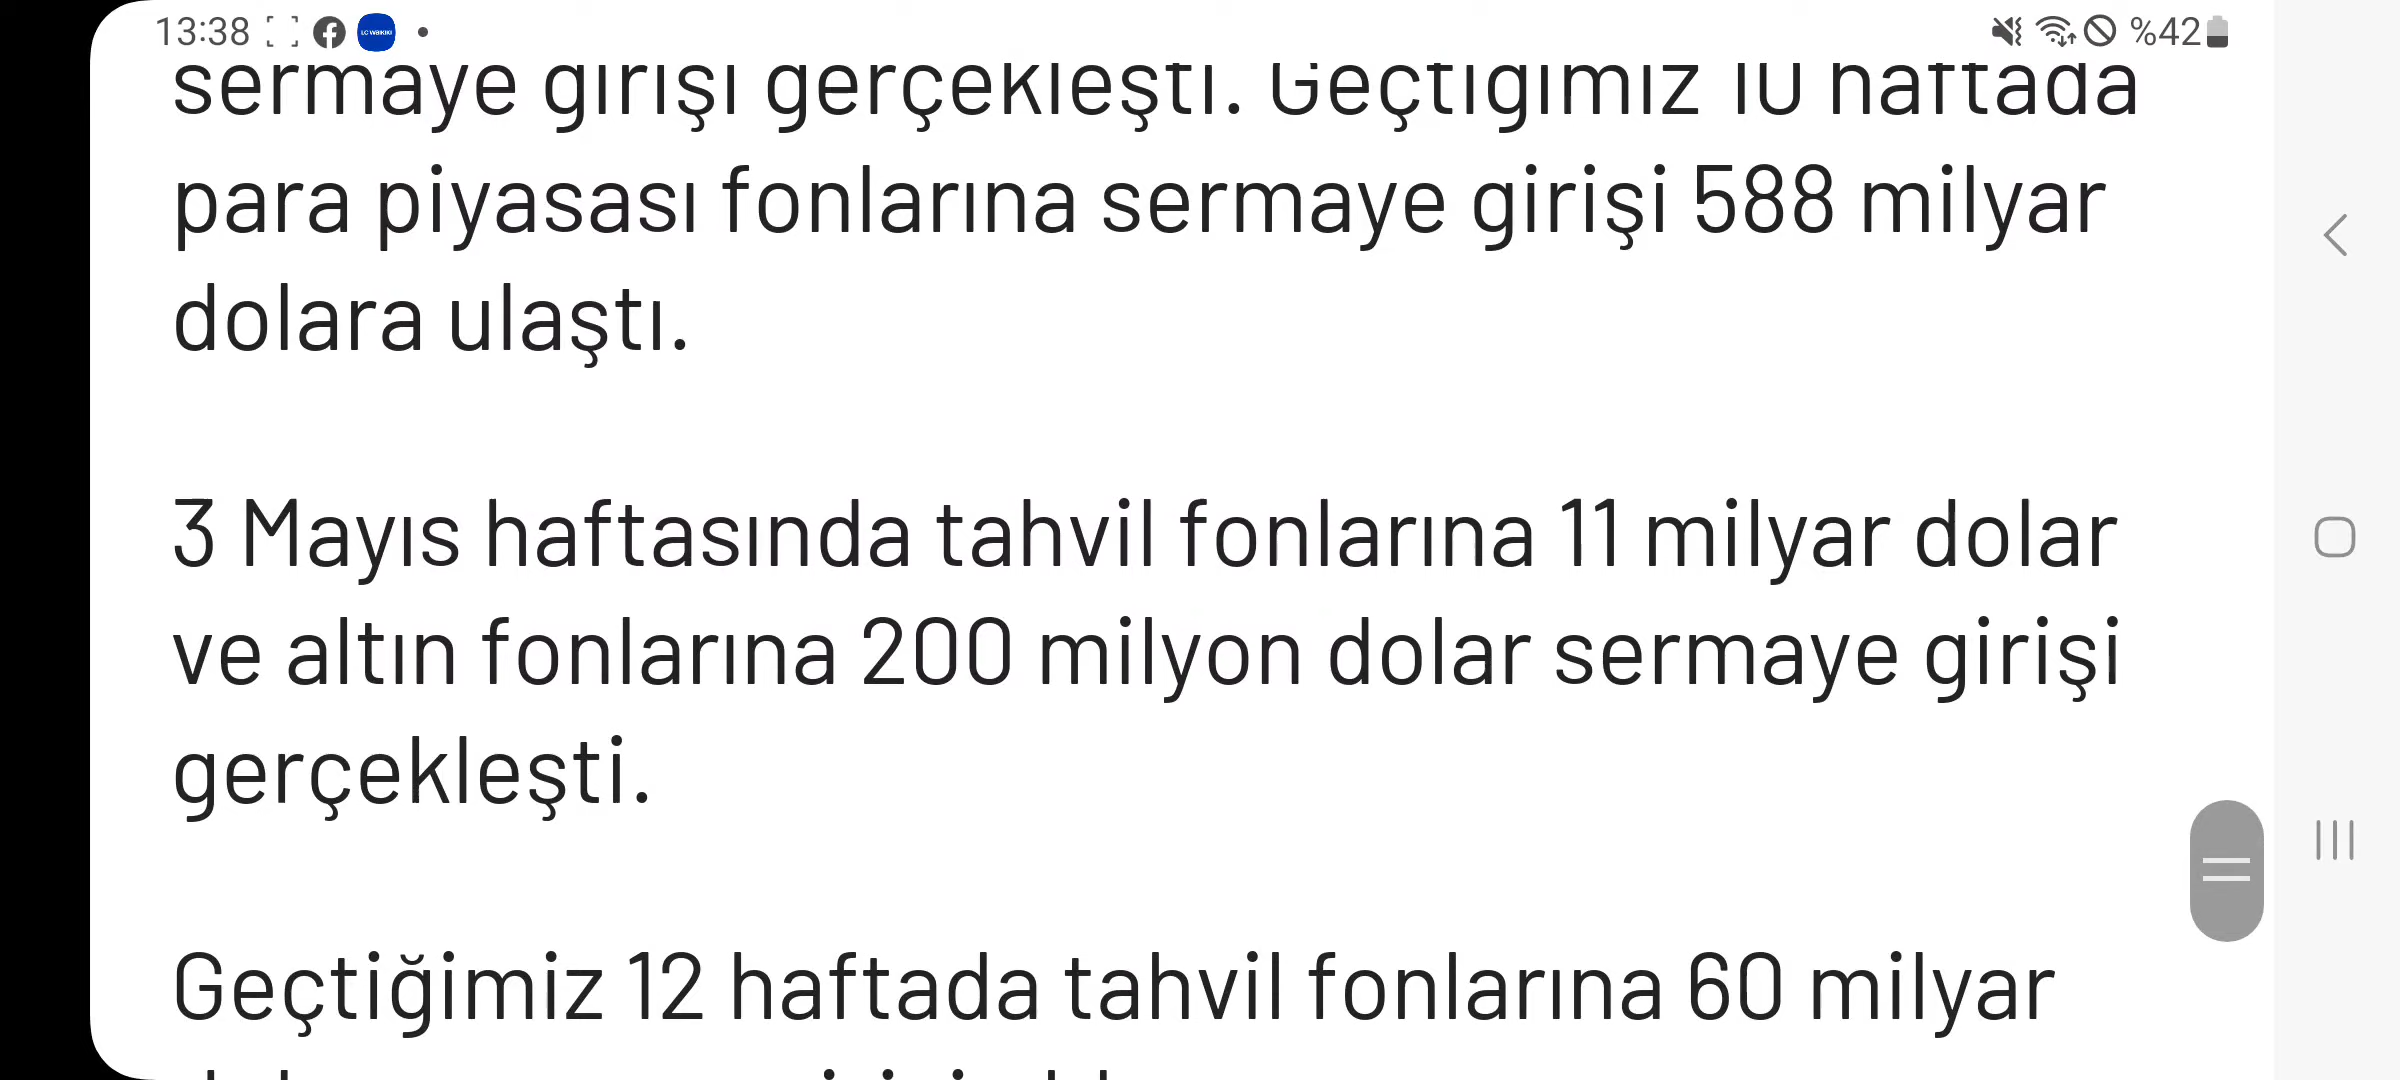 13:38
LC WAIKIKI
%42
sermaye girişi gerçekleşti. Geçtiğimiz 10 haftada
para piyasası fonlarına sermaye girişi 588 milyar
dolara ulaştı.
3 Mayıs haftasında tahvil fonlarına 11 milyar dolar
ve altın fonlarına 200 milyon dolar sermaye girişi
gerçekleşti.
Geçtiğimiz 12 haftada tahvil fonlarına 60 milyar